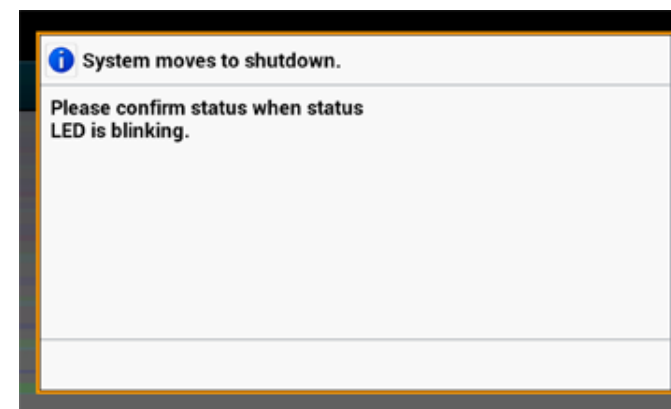 System moves to shutdown.
Please confirm status when status
LED is blinking.